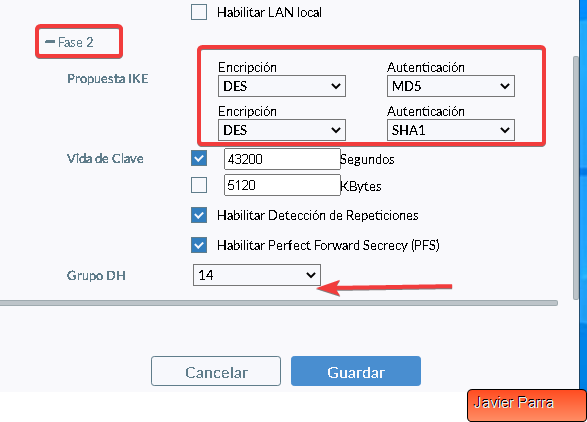 Habilitar LAN local
Fase 2
Propuesta IKE
Encripción Autenticación
DES MD5
Encripción Autenticación
DES SHA1
Vida de Clave 43200 Segundos
5120 KBytes
Habilitar Detección de Repeticiones
Habilitar Perfect Forward Secrecy (PFS)
Grupo DH 14
Cancelar Guardar
Javier Parra